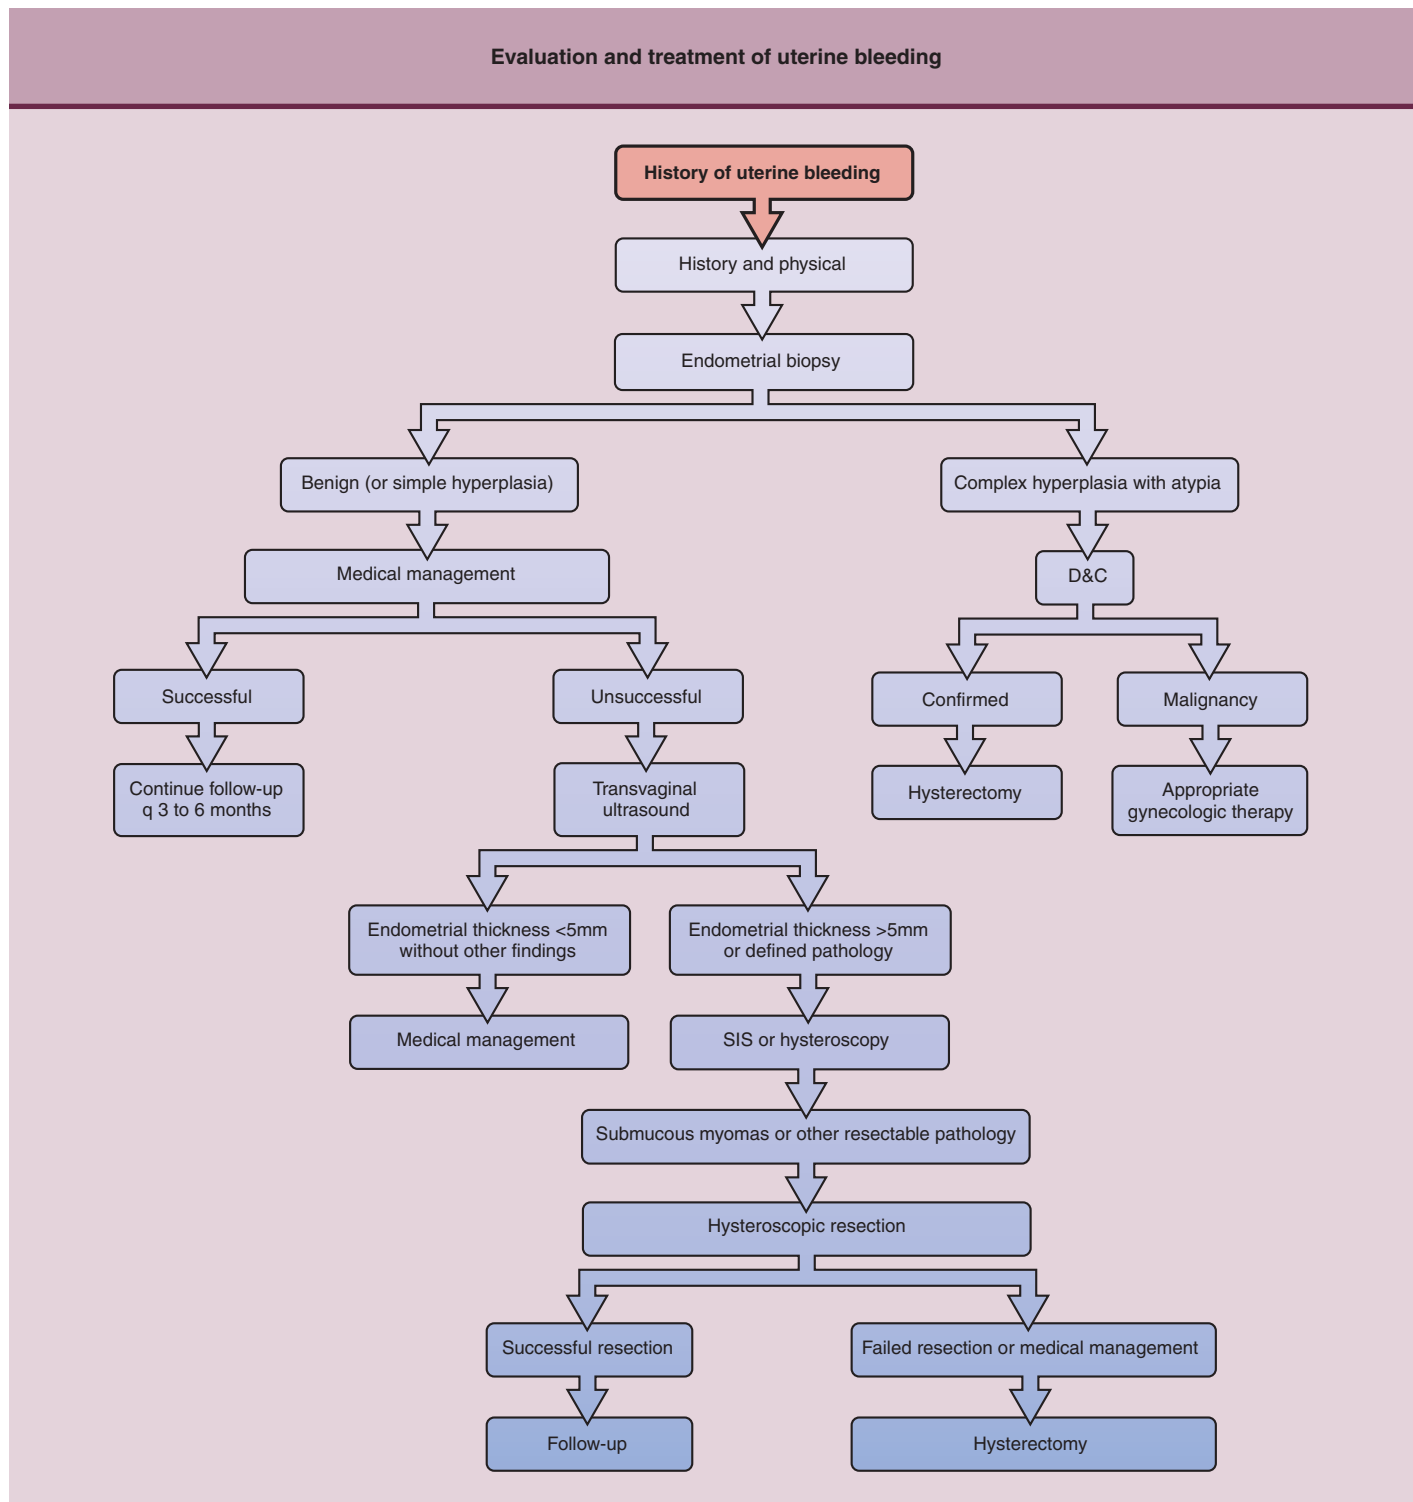 Evaluation and treatment of uterine bleeding
History of uterine bleeding
History and physical
Endometrial biopsy
Benign (or simple hyperplasia)
Complex hyperplasia with atypia
Medical management
D&C
Successful
Unsuccessful
Confirmed
Malignancy
Continue follow-up
q 3 to 6 months
Transvaginal
ultrasound
Hysterectomy
Appropriate
gynecologic therapy
Endometrial thickness <5mm
without other findings
Endometrial thickness >5mm
or defined pathology
Medical management
SIS or hysteroscopy
Submucous myomas or other resectable pathology
Hysteroscopic resection
Successful resection
Failed resection or medical management
Follow-up
Hysterectomy